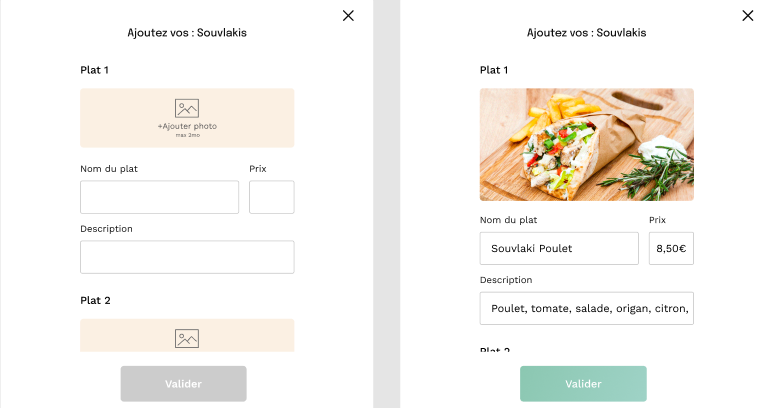 Ajoutez vos : Souvlakis
Plat 1
+Ajouter photo
max 2mo
Nom du plat
Prix
Description
Plat 2
Valider
Ajoutez vos : Souvlakis
Plat 1
Nom du plat
Prix
Souvlaki Poulet
8,50€
Description
Poulet, tomate, salade, origan, citron,
Plat 2
Valider